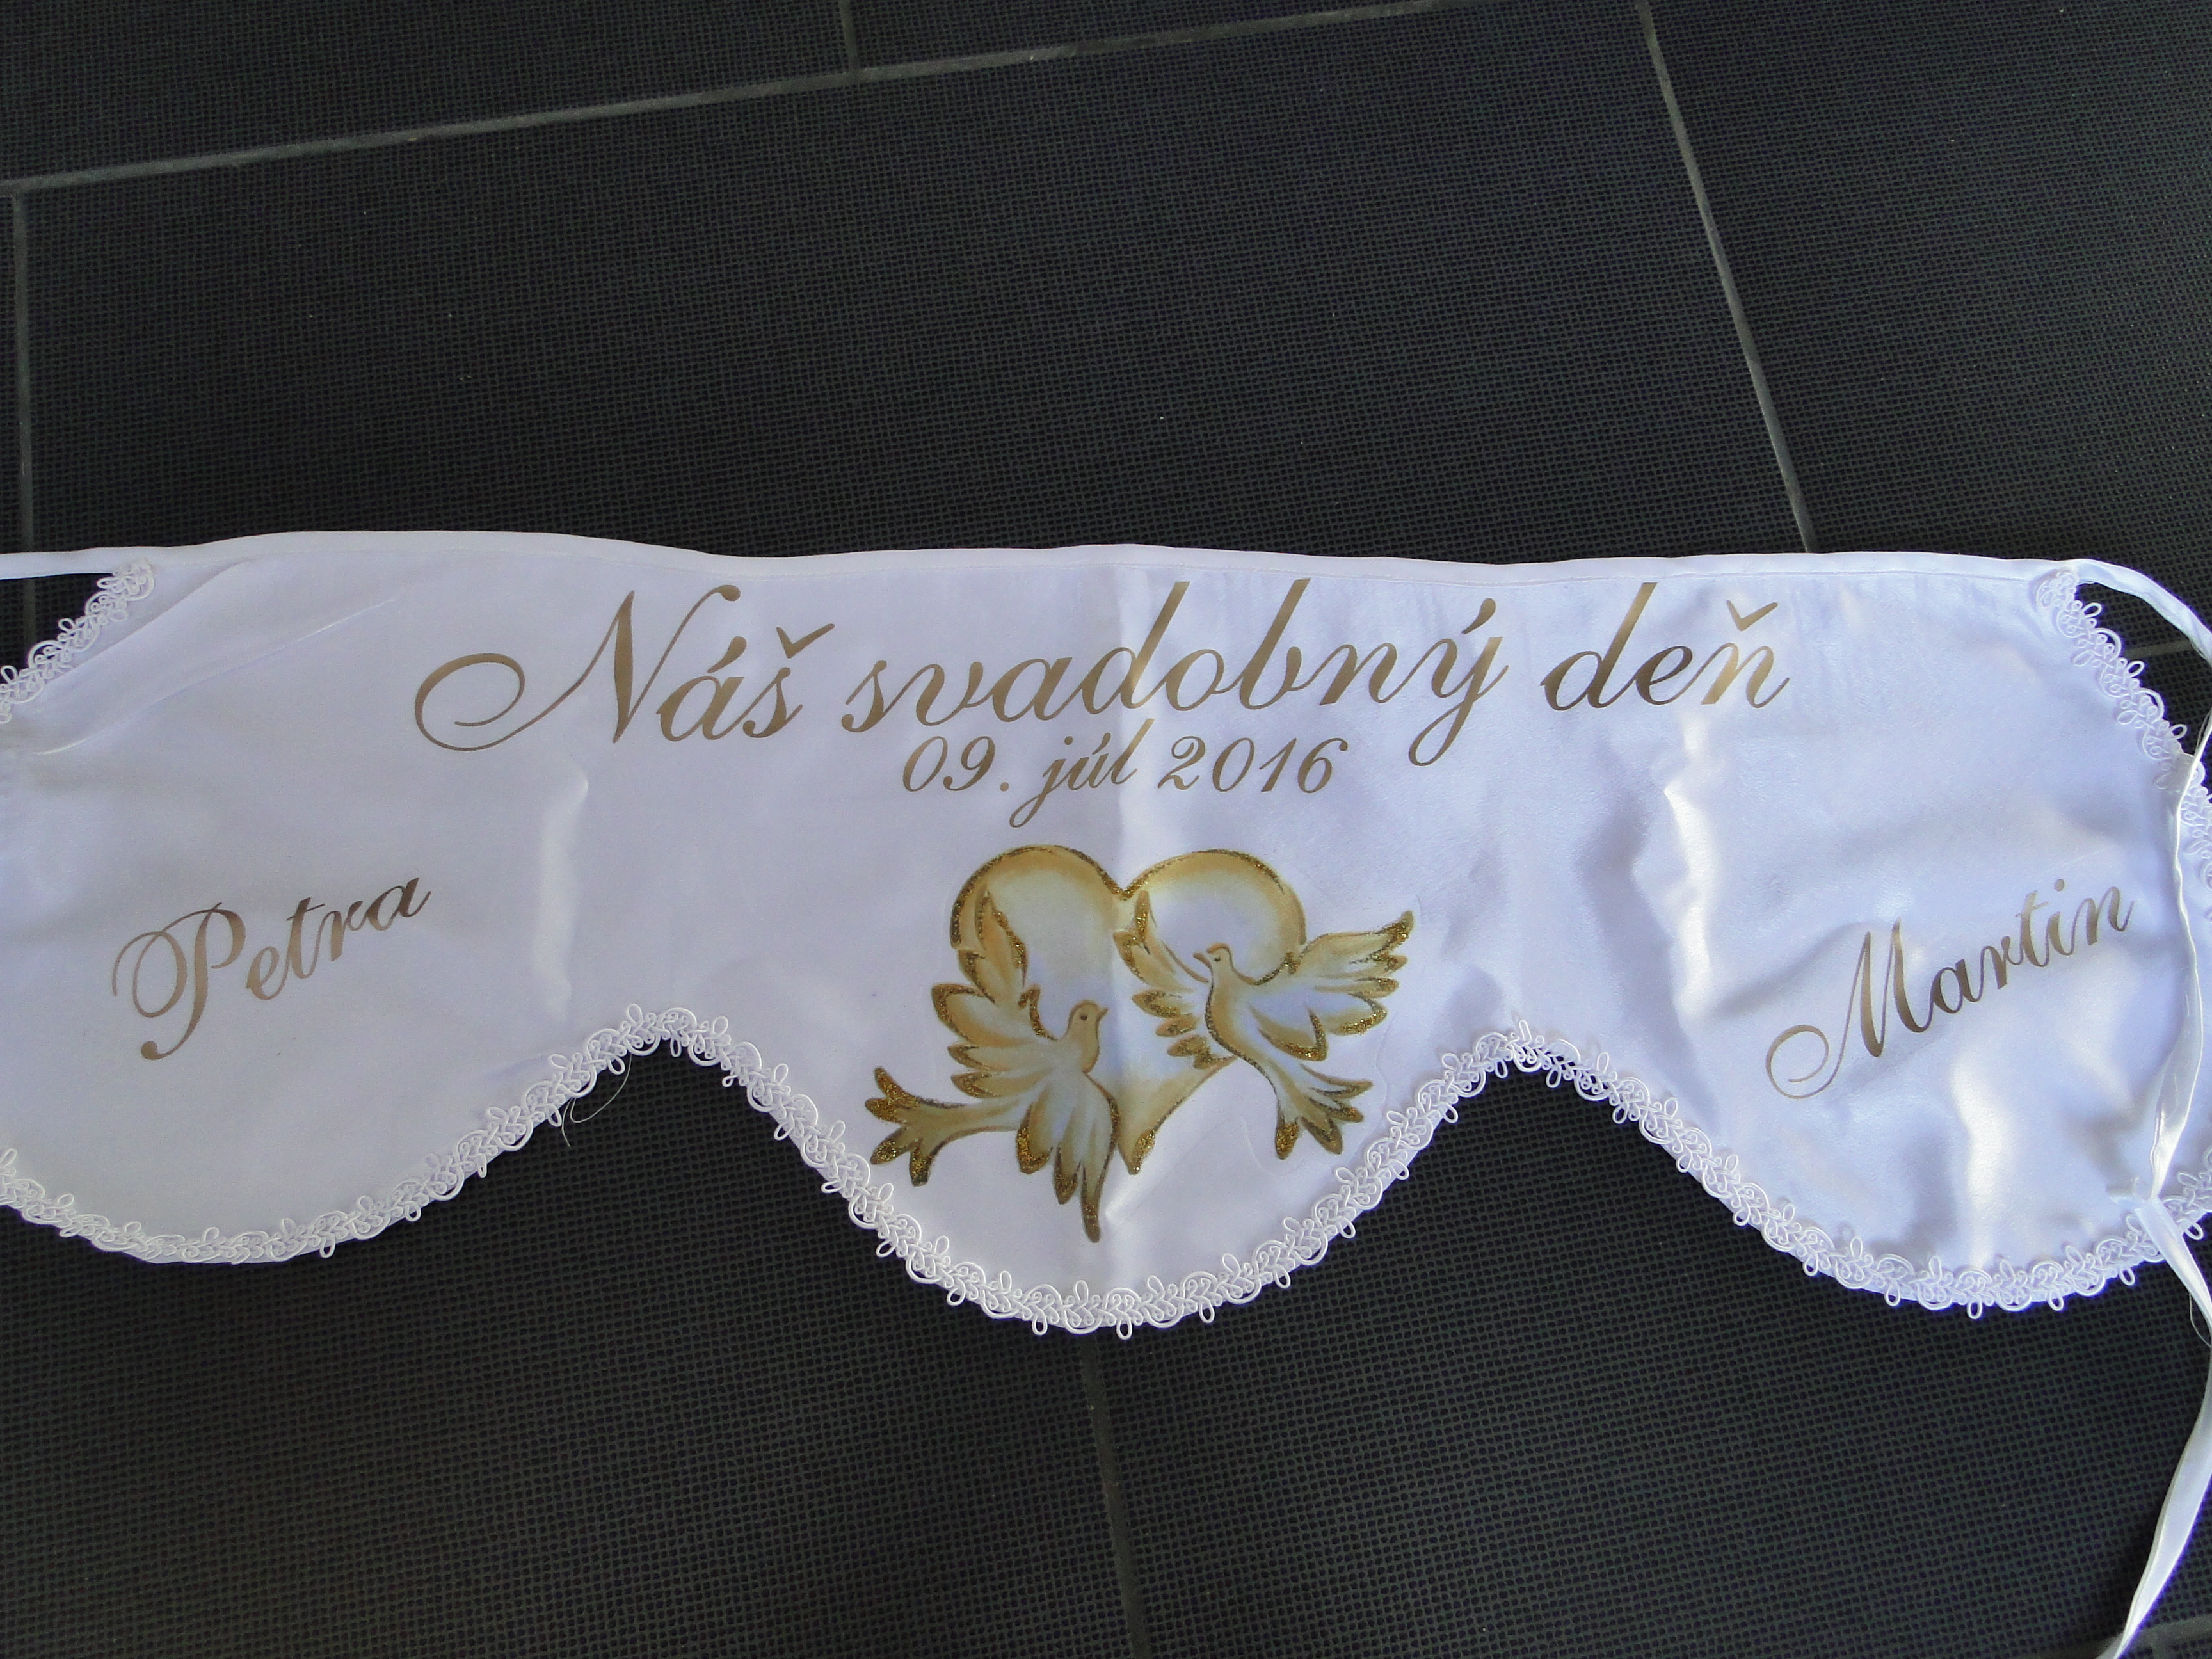 Náš svadobný deň
09. júl 2016
Petra
Martin